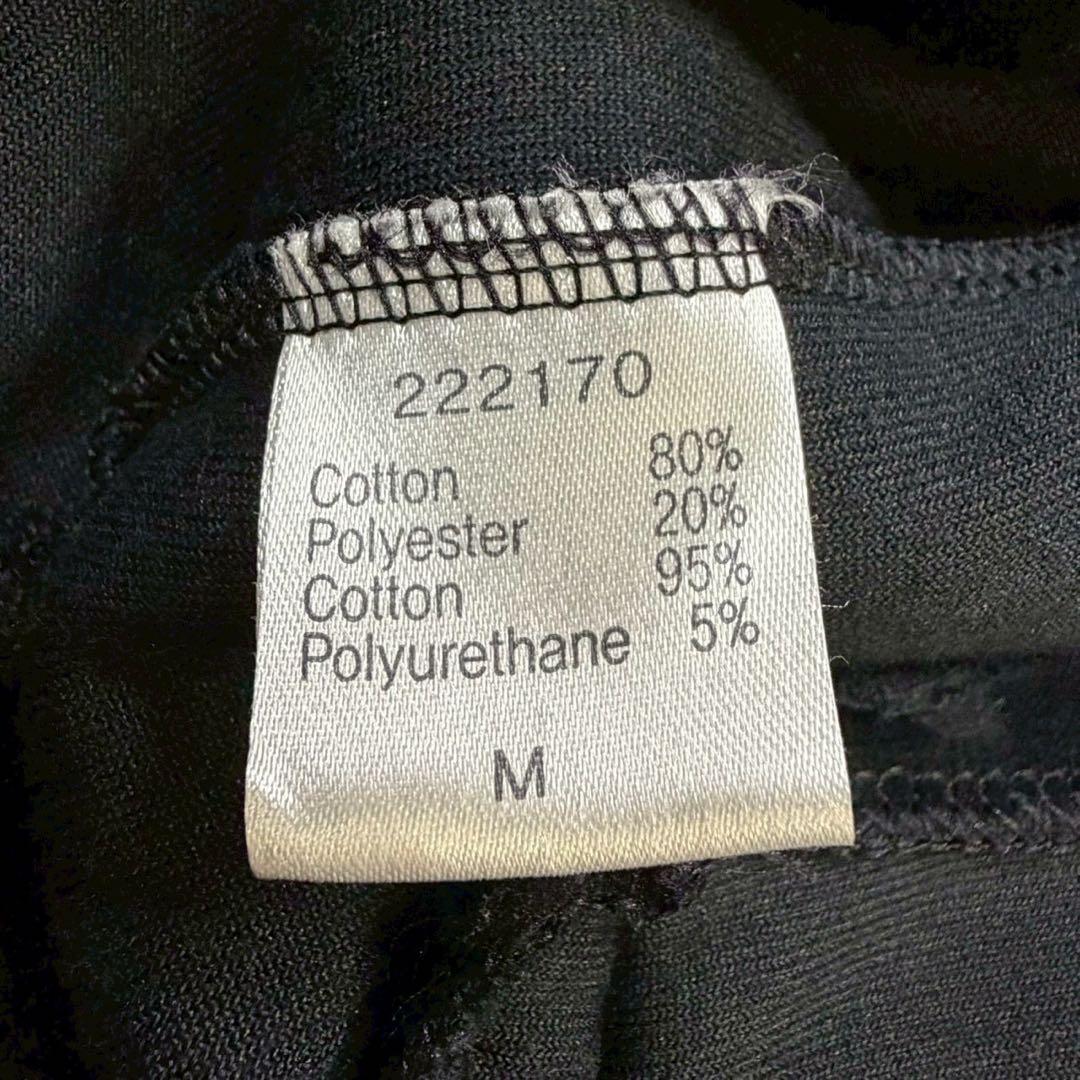 222170
Cotton 80%
Polyester 20%
Cotton 95%
Polyurethane 5%
M